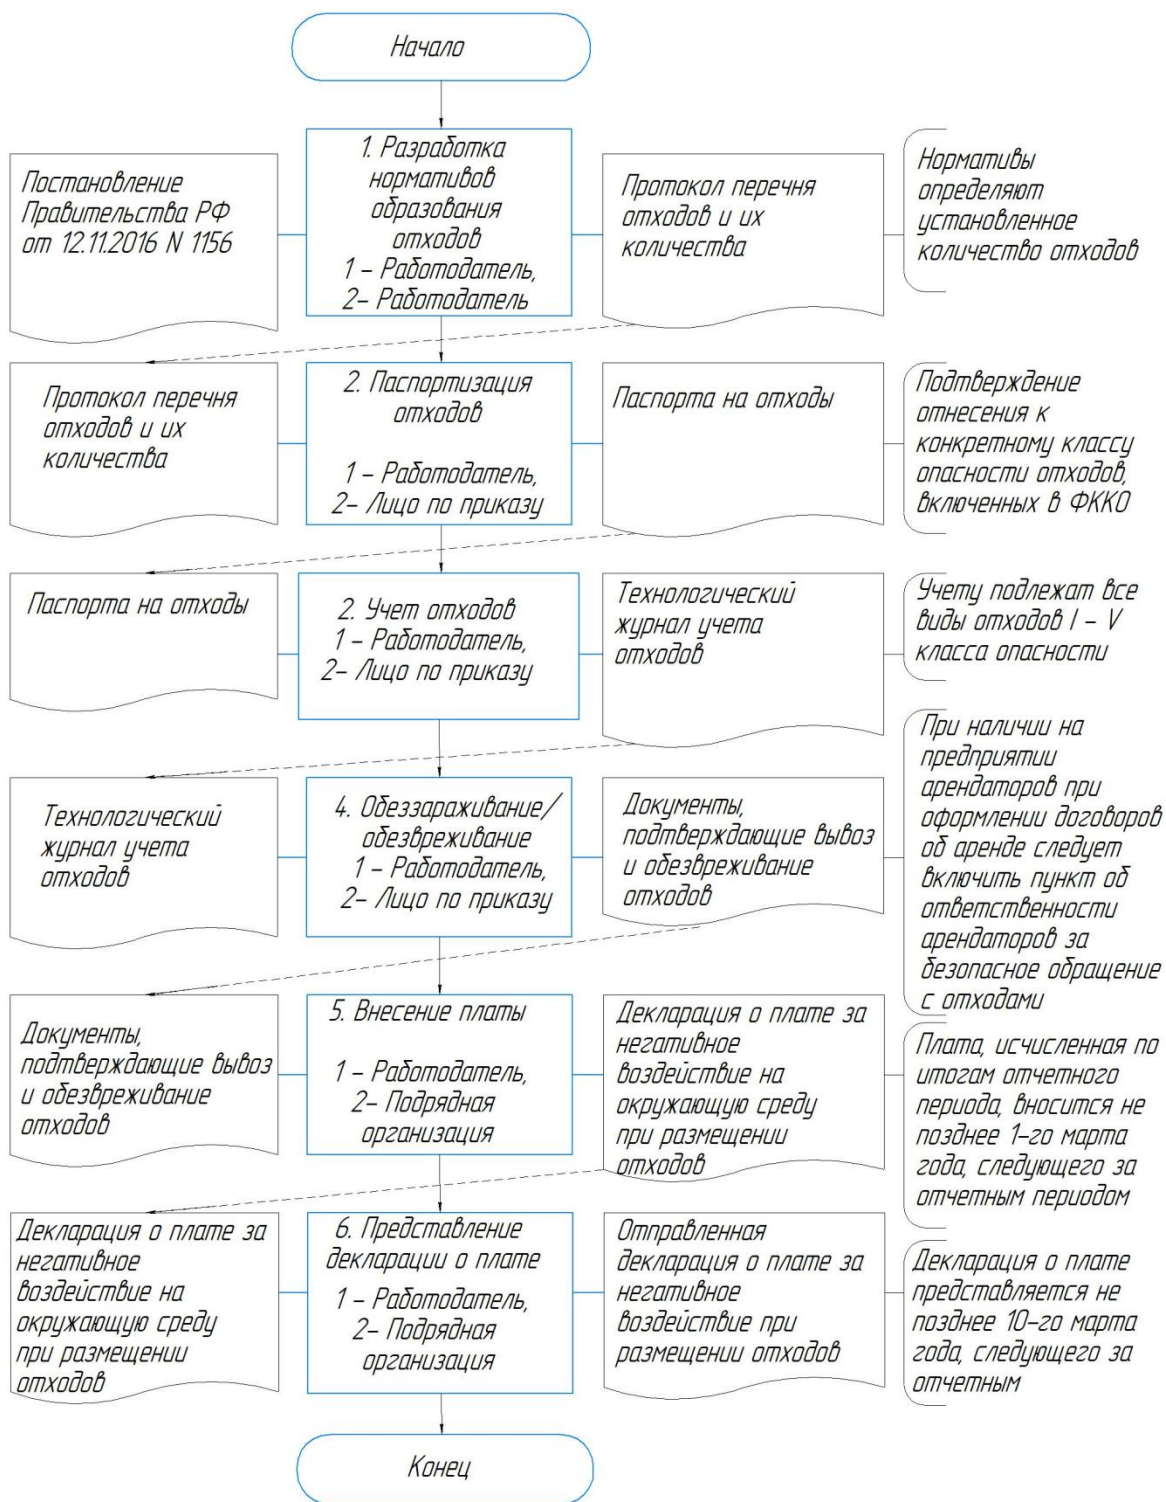 Начало
Постановление
Правительства РФ
от 12.11.2016 N 1156
1. Разработка
нормативов
образования
отходов
1 – Работодатель,
2– Работодатель
Протокол перечня
отходов и их
количества
Нормативы
определяют
установленное
количество отходов
Протокол перечня
отходов и их
количества
2. Паспортизация
отходов
1 – Работодатель,
2– Лицо по приказу
Паспорта на отходы
Подтверждение
отнесения к
конкретному классу
опасности отходов,
включенных в ФККО
Паспорта на отходы
2. Учет отходов
1 – Работодатель,
2– Лицо по приказу
Технологический
журнал учета
отходов
Учету подлежат все
виды отходов I – V
класса опасности
Технологический
журнал учета
отходов
4. Обеззараживание/
обезвреживание
1 – Работодатель,
2– Лицо по приказу
Документы,
подтверждающие вывоз
и обезвреживание
отходов
При наличии на
предприятии
арендаторов при
оформлении договоров
об аренде следует
включить пункт об
ответственности
арендаторов за
безопасное обращение
с отходами
Документы,
подтверждающие вывоз
и обезвреживание
отходов
5. Внесение платы
1 – Работодатель,
2– Подрядная
организация
Декларация о плате за
негативное
воздействие на
окружающую среду
при размещении
отходов
Плата, исчисленная по
итогам отчетного
периода, вносится не
позднее 1–го марта
года, следующего за
отчетным периодом
Декларация о плате за
негативное
воздействие на
окружающую среду
при размещении
отходов
6. Представление
декларации о плате
1 – Работодатель,
2– Подрядная
организация
Отправленная
декларация о плате за
негативное
воздействие при
размещении отходов
Декларация о плате
представляется не
позднее 10–го марта
года, следующего за
отчетным
Конец